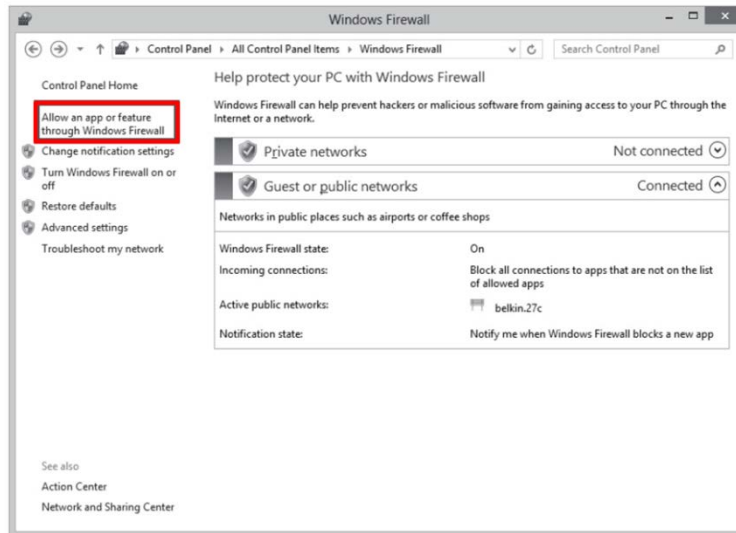 Windows Firewall
Control Panel ▸ All Control Panel Items ▸ Windows Firewall
Search Control Panel
Control Panel Home
Allow an app or feature
through Windows Firewall
Change notification settings
Turn Windows Firewall on or
off
Restore defaults
Advanced settings
Troubleshoot my network
Help protect your PC with Windows Firewall
Windows Firewall can help prevent hackers or malicious software from gaining access to your PC through the
Internet or a network.
Private networks Not connected
Guest or public networks Connected
Networks in public places such as airports or coffee shops
Windows Firewall state: On
Incoming connections: Block all connections to apps that are not on the list
of allowed apps
Active public networks: belkin.27c
Notification state: Notify me when Windows Firewall blocks a new app
See also
Action Center
Network and Sharing Center